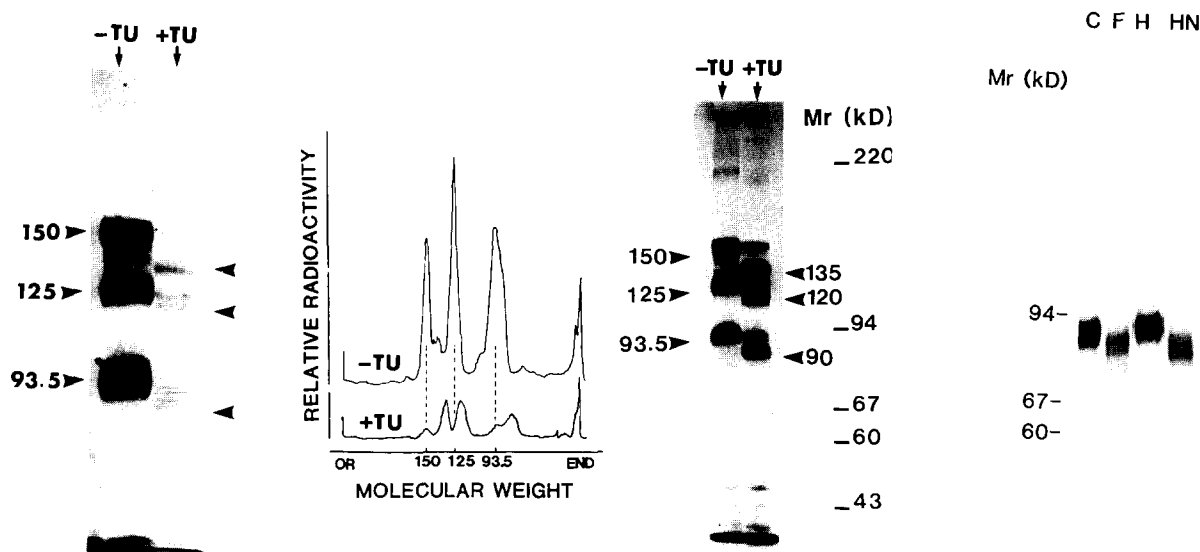 -TU +TU
150
125
93.5
RELATIVE RADIOACTIVITY
-TU
+TU
OR 150 125 93.5 END
MOLECULAR WEIGHT
-TU +TU
Mr (kD)
220
150
135
125
120
94
93.5
90
67
60
43
C F H HN
Mr (kD)
94-
67-
60-